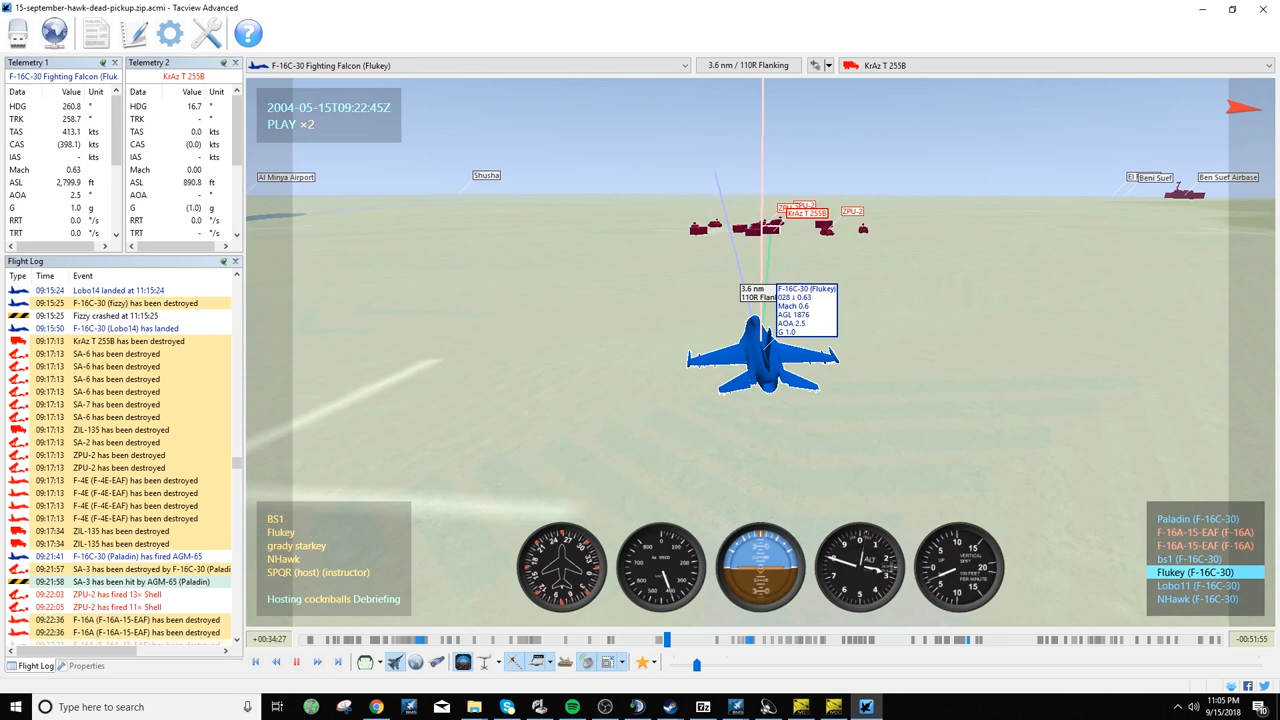 15-september-hawk-dead-pickup.zip.acmi - Tacview Advanced
Telemetry 1
F-16C-30 Fighting Falcon (Fluk
Data Value Unit
HDG 260.8 °
TRK 258.7 °
TAS 413.1 kts
CAS (398.1) kts
IAS - kts
Mach 0.63
ASL 2,799.9 ft
AOA 2.5 °
G 1.0 g
RRT 0.0 °/s
TRT 0.0 °/s
Telemetry 2
KrAz T 255B
Data Value Unit
HDG 16.7 °
TRK - °
TAS 0.0 kts
CAS (0.0) kts
IAS - kts
Mach 0.00
ASL 890.8 ft
AOA - °
G (1.0) g
RRT - °/s
TRT - °/s
Flight Log
Type Time Event
09:15:24 Lobo14 landed at 11:15:24
09:15:25 F-16C-30 (fizzy) has been destroyed
09:15:25 Fizzy crashed at 11:15:25
09:15:50 F-16C-30 (Lobo14) has landed
09:17:13 KrAz T 255B has been destroyed
09:17:13 SA-6 has been destroyed
09:17:13 SA-6 has been destroyed
09:17:13 SA-6 has been destroyed
09:17:13 SA-7 has been destroyed
09:17:13 SA-6 has been destroyed
09:17:13 ZIL-135 has been destroyed
09:17:13 SA-2 has been destroyed
09:17:13 ZPU-2 has been destroyed
09:17:13 ZPU-2 has been destroyed
09:17:13 F-4E (F-4E-EAF) has been destroyed
09:17:13 F-4E (F-4E-EAF) has been destroyed
09:17:13 F-4E (F-4E-EAF) has been destroyed
09:17:13 F-4E (F-4E-EAF) has been destroyed
09:17:34 ZIL-135 has been destroyed
09:17:34 ZIL-135 has been destroyed
09:21:41 F-16C-30 (Paladin) has fired AGM-65
09:21:57 SA-3 has been destroyed by F-16C-30 (Paladi
09:21:58 SA-3 has been hit by AGM-65 (Paladin)
09:22:03 ZPU-2 has fired 13× Shell
09:22:05 ZPU-2 has fired 11× Shell
09:22:36 F-16A (F-16A-15-EAF) has been destroyed
09:22:36 F-16A (F-16A-15-EAF) has been destroyed
Flight Log Properties
F-16C-30 Fighting Falcon (Flukey)
3.6 nm / 110R Flanking
KrAz T 255B
2004-05-15T09:22:45Z
PLAY ×2
Al Minya Airport
Shusha
Beni Suef
Ben Suef Airbase
ZPU-2
KrAz T 255B
ZPU-2
3.6 nm
110R Flank
F-16C-30 (Flukey)
028 ↓ 0.63
Mach 0.6
AGL 1876
AOA 2.5
G 1.0
BS1
Flukey
grady starkey
NHawk
SPQR (host) (instructor)
Hosting cocknballs Debriefing
Paladin (F-16C-30)
F-16A-15-EAF (F-16A)
F-16A-15-EAF (F-16A)
bs1 (F-16C-30)
Flukey (F-16C-30)
Lobo11 (F-16C-30)
NHawk (F-16C-30)
+00:34:27
-00:51:55
Type here to search
11:05 PM
9/15/2018